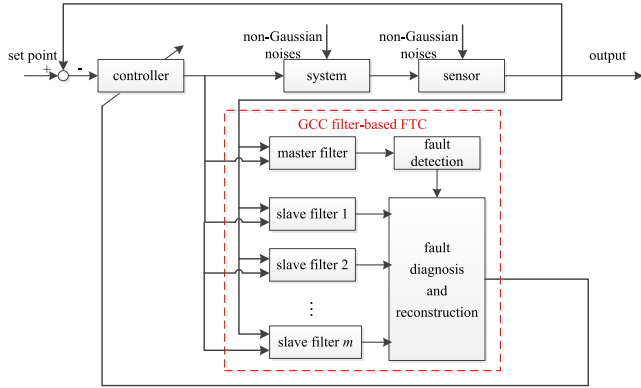 non-Gaussian
noises
non-Gaussian
noises
set point
+
-
controller
system
sensor
output
GCC filter-based FTC
master filter
fault
detection
slave filter 1
slave filter 2
⋮
slave filter m
fault
diagnosis
and
reconstruction